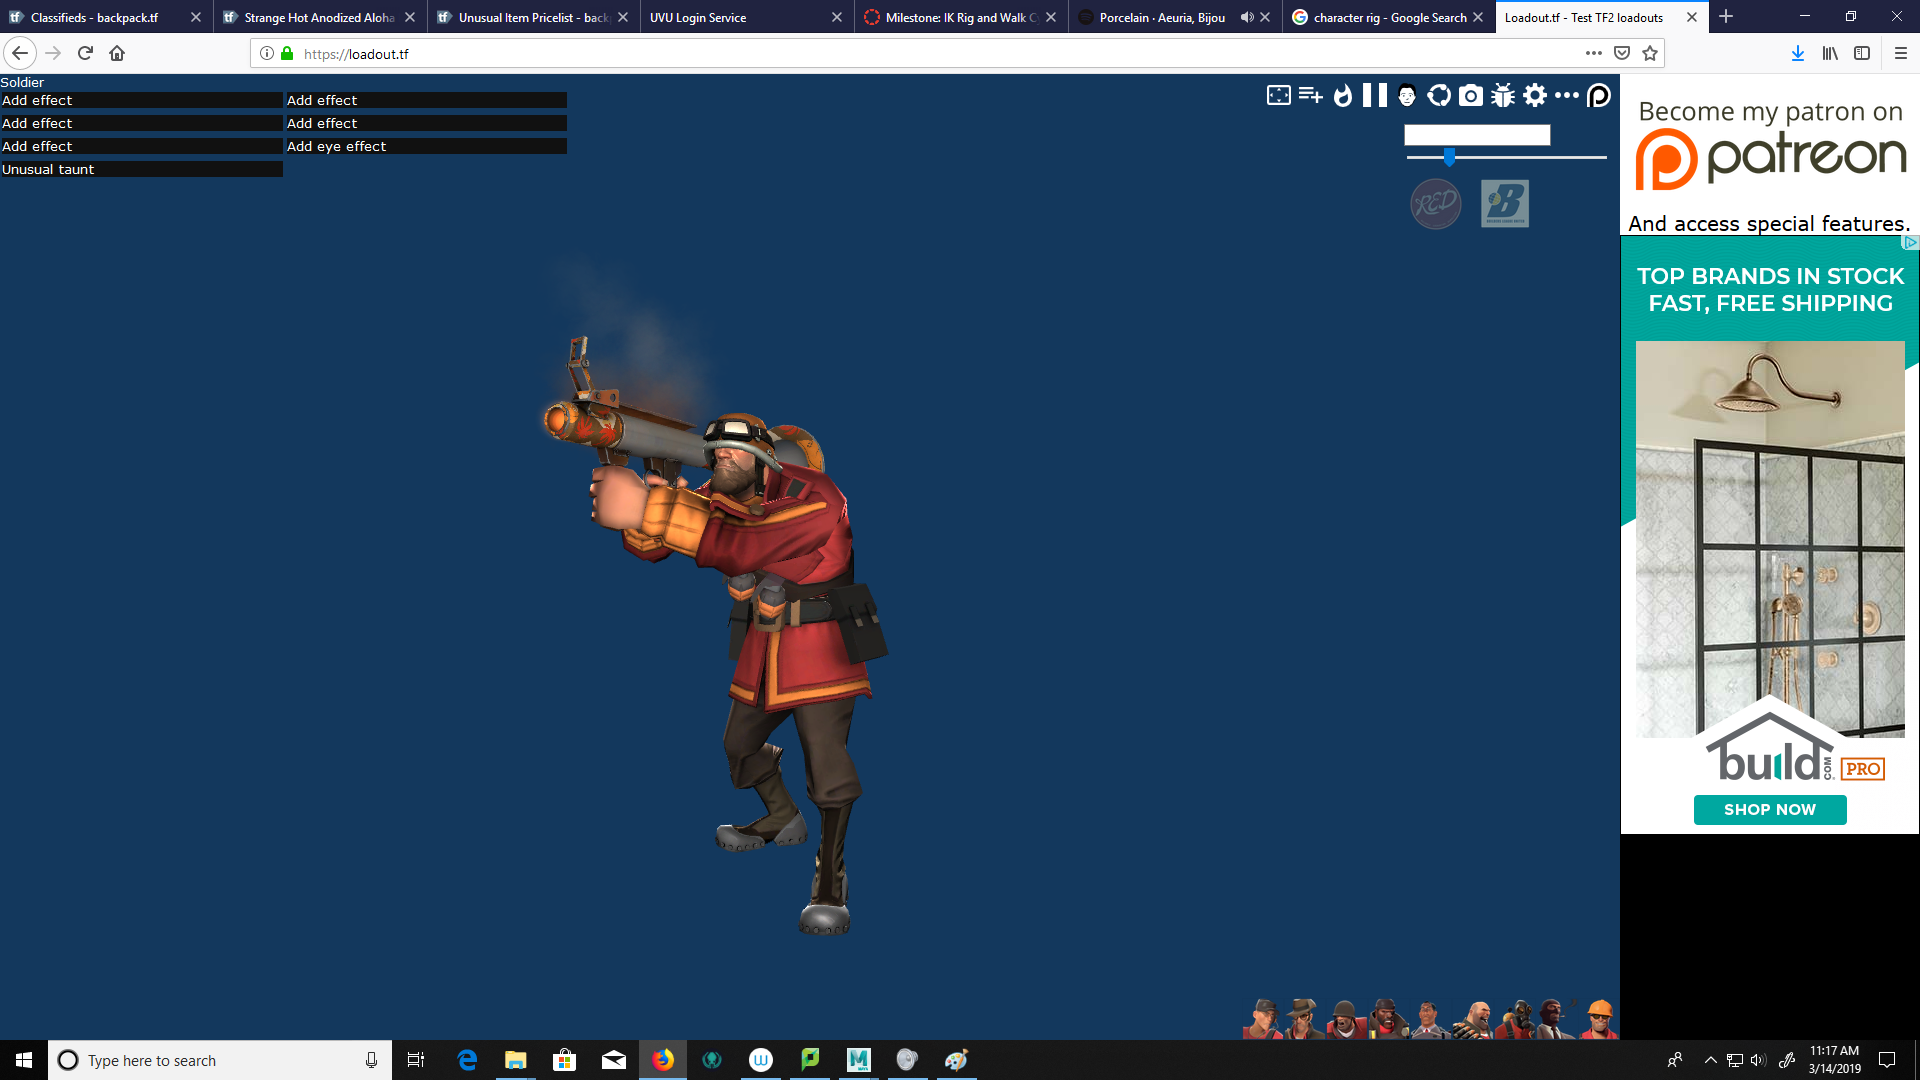 Classifieds - backpack.tf
Strange Hot Anodized Aloha
Unusual Item Pricelist - back
UVU Login Service
Milestone: IK Rig and Walk C
Porcelain · Aeuria, Bijou
character rig - Google Search
Loadout.tf - Test TF2 loadouts
https://loadout.tf
Soldier
Add effect
Add effect
Add effect
Add effect
Add effect
Add eye effect
Unusual taunt
RED
B
Become my patron on
patreon
And access special features.
TOP BRANDS IN STOCK
FAST, FREE SHIPPING
build.com PRO
SHOP NOW
Type here to search
11:17 AM
3/14/2019